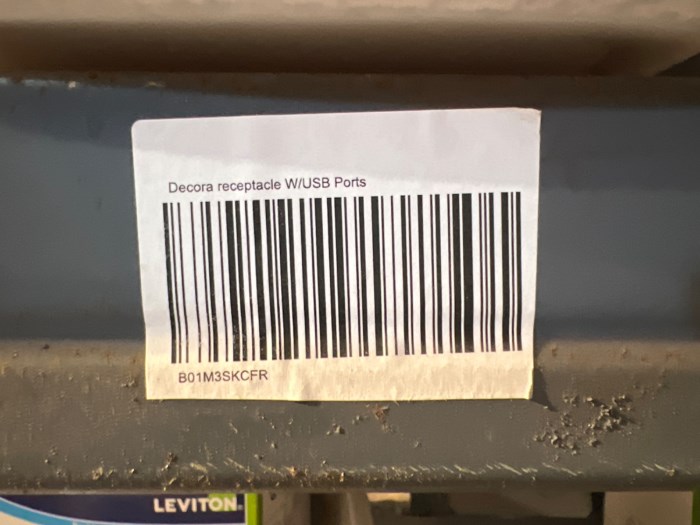 Decora receptacle W/USB Ports
B01M3SKCFR
LEVITON